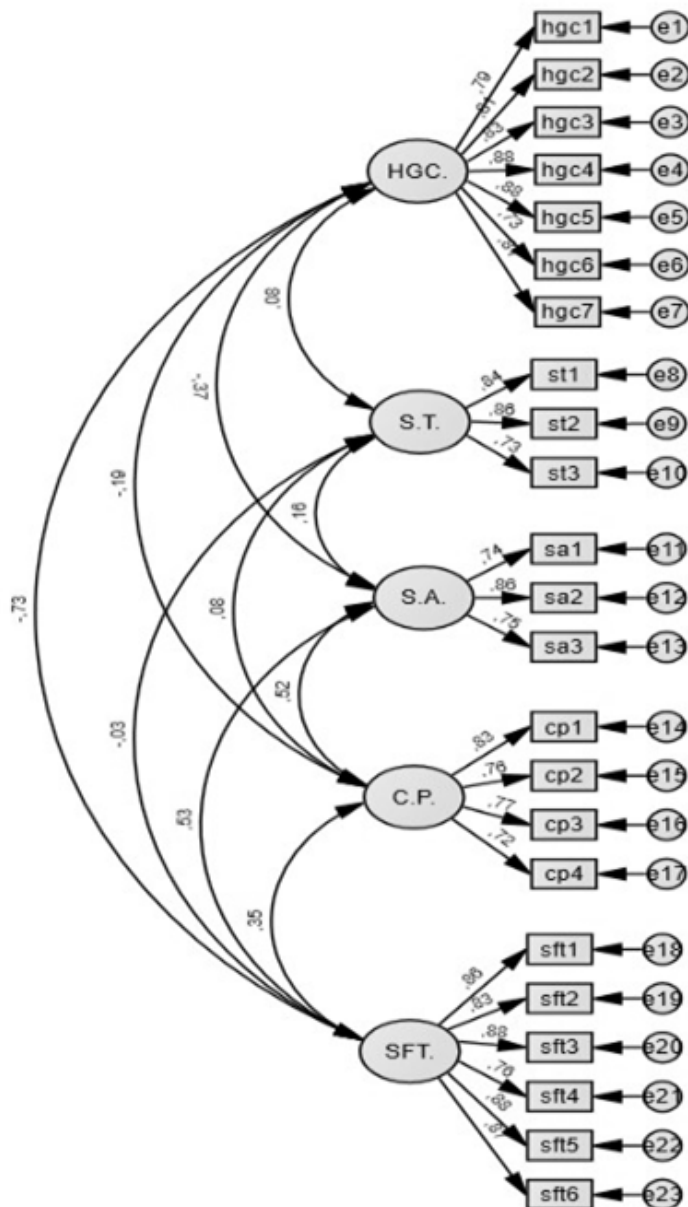 hgc1 e1
.79
hgc2 e2
.81
hgc3 e3
.83
HGC. .88 hgc4 e4
.88
hgc5 e5
.73
hgc6 e6
hgc7 e7
.08
-.37
-.19
-.73
st1 e8
.84
S.T. .86 st2 e9
.73
st3 e10
.16
.08
-.03
sa1 e11
.74
S.A. .86 sa2 e12
.75
sa3 e13
.52
.53
cp1 e14
.83
C.P. .76 cp2 e15
.77
cp3 e16
.72
cp4 e17
.35
sft1 e18
.86
sft2 e19
.83
SFT. .88 sft3 e20
.76
sft4 e21
.88
sft5 e22
.87
sft6 e23